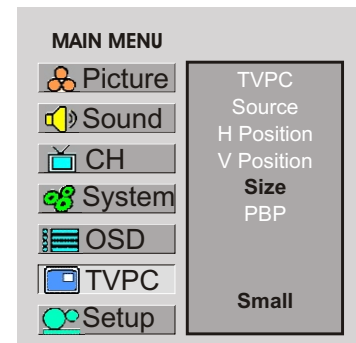 MAIN MENU
Picture
Sound
CH
System
OSD
TVPC
Setup
TVPC
Source
H Position
V Position
Size
PBP
Small